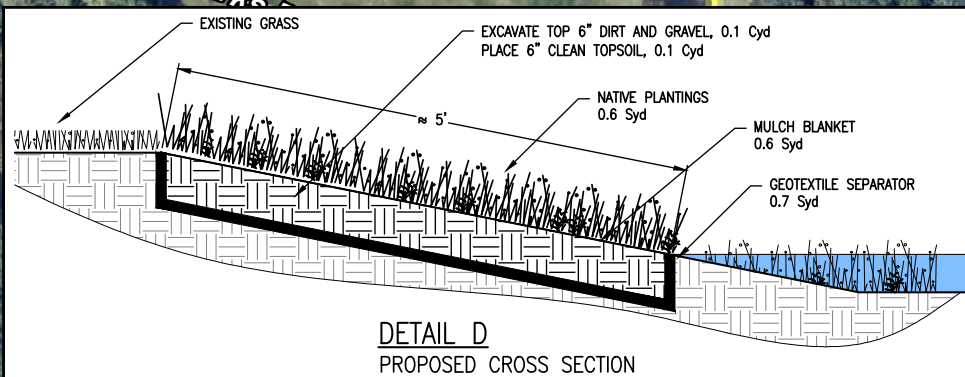 EXISTING GRASS
EXCAVATE TOP 6" DIRT AND GRAVEL, 0.1 Cyd
PLACE 6" CLEAN TOPSOIL, 0.1 Cyd
≈ 5'
NATIVE PLANTINGS
0.6 Syd
MULCH BLANKET
0.6 Syd
GEOTEXTILE SEPARATOR
0.7 Syd
DETAIL D
PROPOSED CROSS SECTION